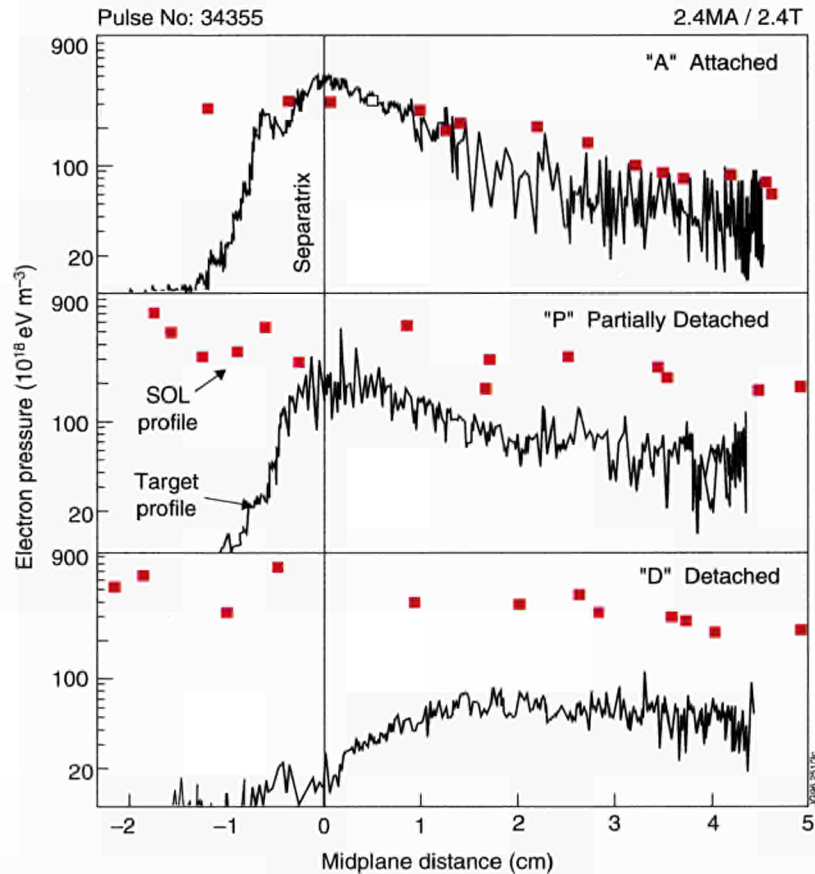 Pulse No: 34355
2.4MA / 2.4T
900
"A" Attached
100
Separatrix
20
900
"P" Partially Detached
SOL
profile
100
Target
profile
20
900
"D" Detached
100
20
Electron pressure (10¹⁸ eV m⁻³)
–2
–1
0
1
2
3
4
5
Midplane distance (cm)